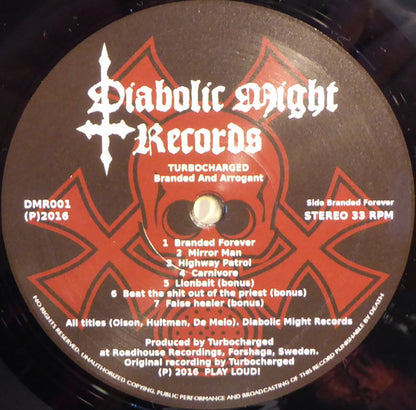 Diabolic Might
Records
TURBOCHARGED
Branded And Arrogant
DMR001
(P)2016
Side Branded Forever
STEREO 33 RPM
1 Branded Forever
2 Mirror Man
3 Highway Patrol
4 Carnivore
5 Lionbait (bonus)
6 Beat the shit out of the priest (bonus)
7 False healer (bonus)
All titles (Olson, Hultman, De Melo). Diabolic Might Records
Produced by Turbocharged
at Roadhouse Recordings, Forshaga, Sweden.
Original recording by Turbocharged
(P) 2016 PLAY LOUD!
NO RIGHTS RESERVED. UNAUTHORIZED COPYING, PUBLIC PERFORMANCE AND BROADCASTING OF THIS RECORD PUNISHABLE BY DEATH